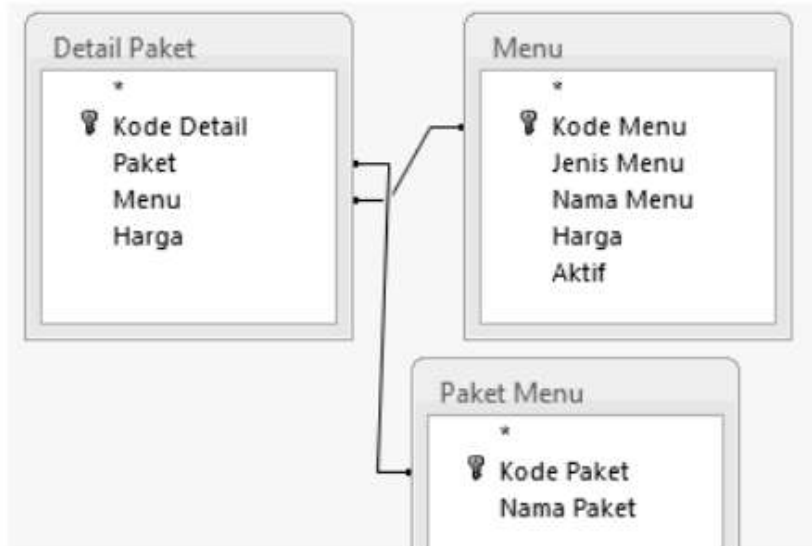 Detail Paket
*
Kode Detail
Paket
Menu
Harga
Menu
*
Kode Menu
Jenis Menu
Nama Menu
Harga
Aktif
Paket Menu
*
Kode Paket
Nama Paket